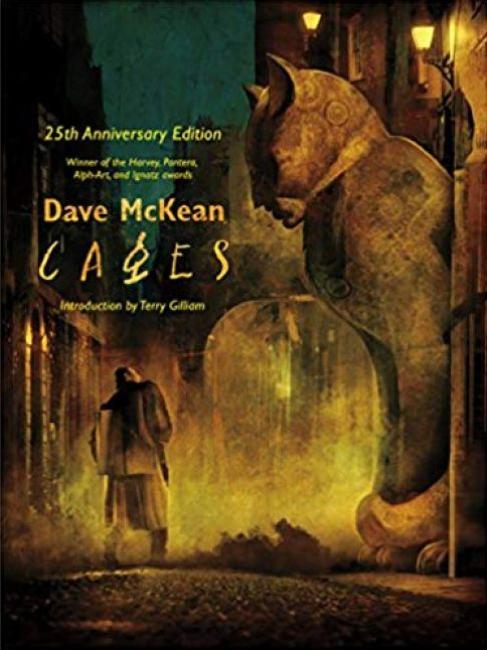 25th Anniversary Edition
Winner of the Harvey, Pantera,
Alph-Art, and Ignatz awards
Dave McKean
CAGES
Introduction by Terry Gilliam